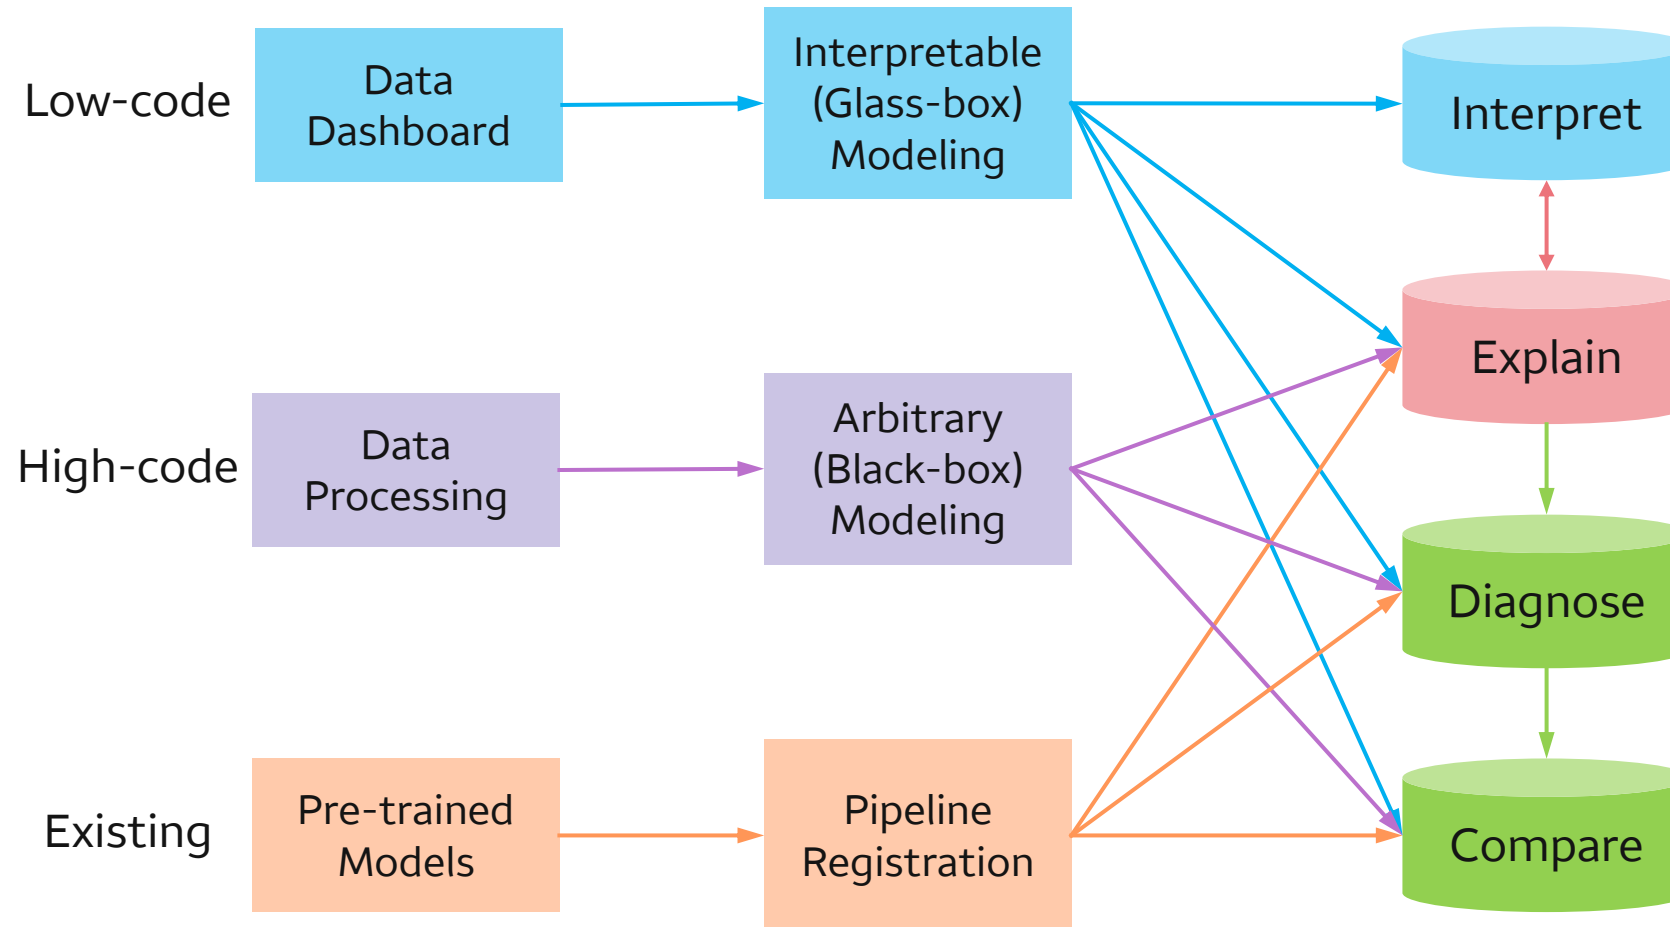 Low-code
Data
Dashboard
Interpretable
(Glass-box)
Modeling
Interpret
Explain
High-code
Data
Processing
Arbitrary
(Black-box)
Modeling
Diagnose
Existing
Pre-trained
Models
Pipeline
Registration
Compare